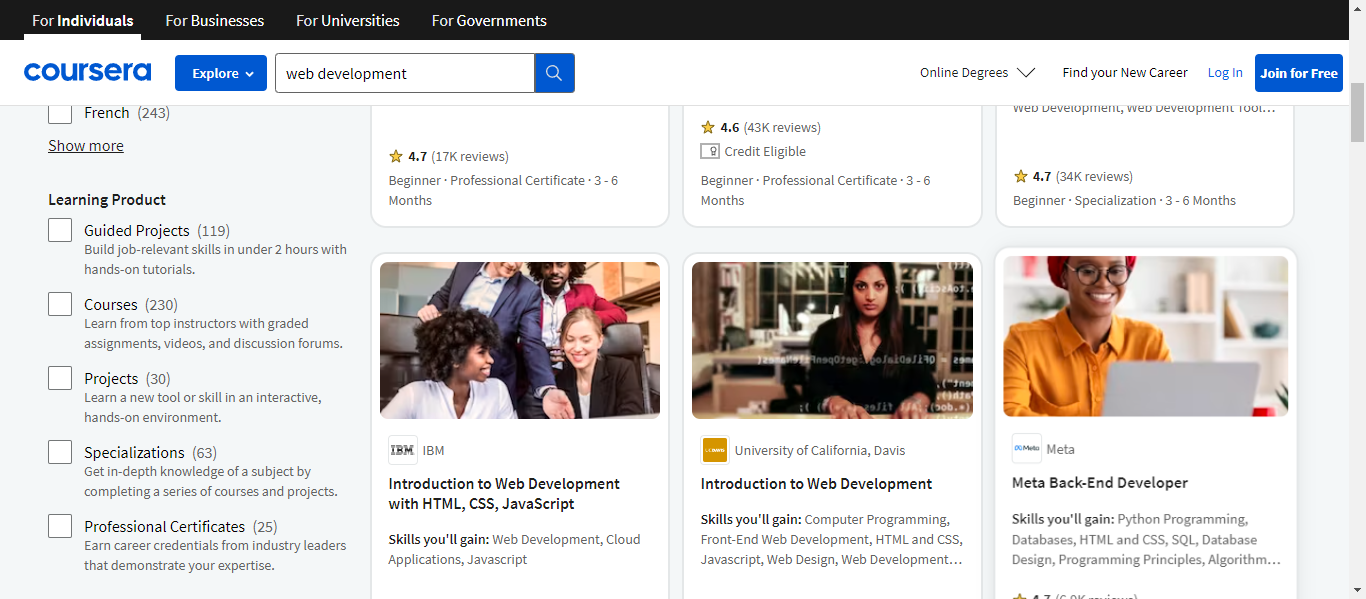 For Individuals
For Businesses
For Universities
For Governments
coursera
Explore
web development
Online Degrees
Find your New Career
Log In
Join for Free
French (243)
Show more
Learning Product
Guided Projects (119)
Build job-relevant skills in under 2 hours with
hands-on tutorials.
Courses (230)
Learn from top instructors with graded
assignments, videos, and discussion forums.
Projects (30)
Learn a new tool or skill in an interactive,
hands-on environment.
Specializations (63)
Get in-depth knowledge of a subject by
completing a series of courses and projects.
Professional Certificates (25)
Earn career credentials from industry leaders
that demonstrate your expertise.
4.7 (17K reviews)
Beginner · Professional Certificate · 3 - 6
Months
4.6 (43K reviews)
Credit Eligible
Beginner · Professional Certificate · 3 - 6
Months
Web Development, Web Development Tool…
4.7 (34K reviews)
Beginner · Specialization · 3 - 6 Months
IBM
IBM
Introduction to Web Development
with HTML, CSS, JavaScript
Skills you'll gain: Web Development, Cloud
Applications, Javascript
University of California, Davis
Introduction to Web Development
Skills you'll gain: Computer Programming,
Front-End Web Development, HTML and CSS,
Javascript, Web Design, Web Development…
Meta
Meta
Meta Back-End Developer
Skills you'll gain: Python Programming,
Databases, HTML and CSS, SQL, Database
Design, Programming Principles, Algorithm…